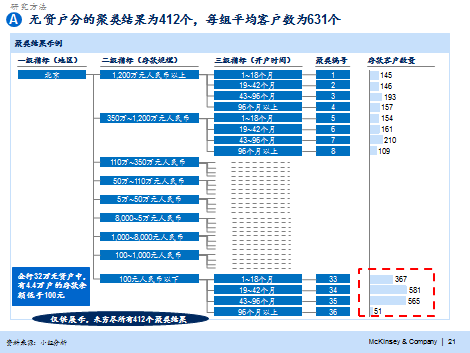 研究方法
A 无贷户分的聚类结果为412个，每组平均客户数为631个
聚类结果示例
一级指标（地区） 二级指标（存款规模） 三级指标（开户时间） 聚类编号 存款客户数量
北京 1,200万元人民币以上 1~18个月 1 145
19~42个月 2 146
43~96个月 3 193
96个月以上 4 157
350万~1,200万元人民币 1~18个月 5 154
19~42个月 6 161
43~96个月 7 210
96个月以上 8 109
110万~350万元人民币
50万~110万元人民币
5万~50万元人民币
8,000~5万元人民币
1,000~8,000元人民币
100~1,000元人民币
100元人民币以下 1~18个月 33 367
19~42个月 34 581
43~96个月 35 565
96个月以上 36 51
全行32万无贷户中，
有4.4万户的存款余
额低于100元
仅供展示，未穷尽所有412个聚类结果
资料来源：小组分析
McKinsey & Company | 21